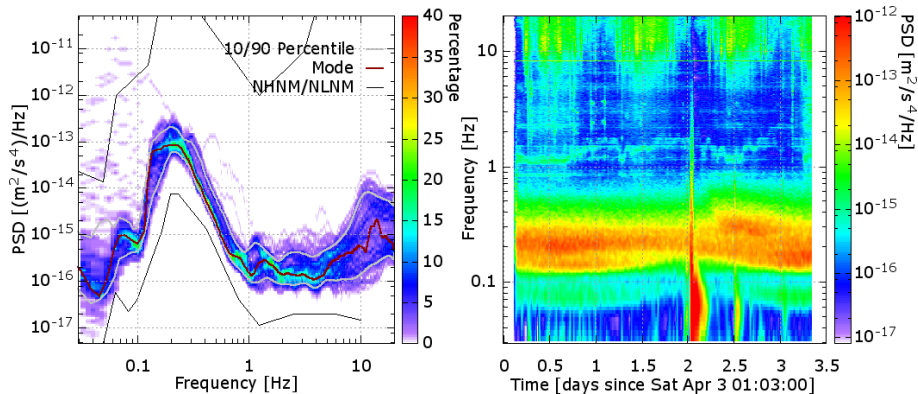 10/90 Percentile
Mode
NHNM/NLNM
PSD [(m²/s⁴)/Hz]
10⁻¹¹
10⁻¹²
10⁻¹³
10⁻¹⁴
10⁻¹⁵
10⁻¹⁶
10⁻¹⁷
0.1 1 10
Frequency [Hz]
40
35
30
25
20
15
10
5
0
Percentage
Frequency [Hz]
10
1
0.1
0 0.5 1 1.5 2 2.5 3 3.5
Time [days since Sat Apr 3 01:03:00]
10⁻¹²
10⁻¹³
10⁻¹⁴
10⁻¹⁵
10⁻¹⁶
10⁻¹⁷
PSD [m²/s⁴/Hz]